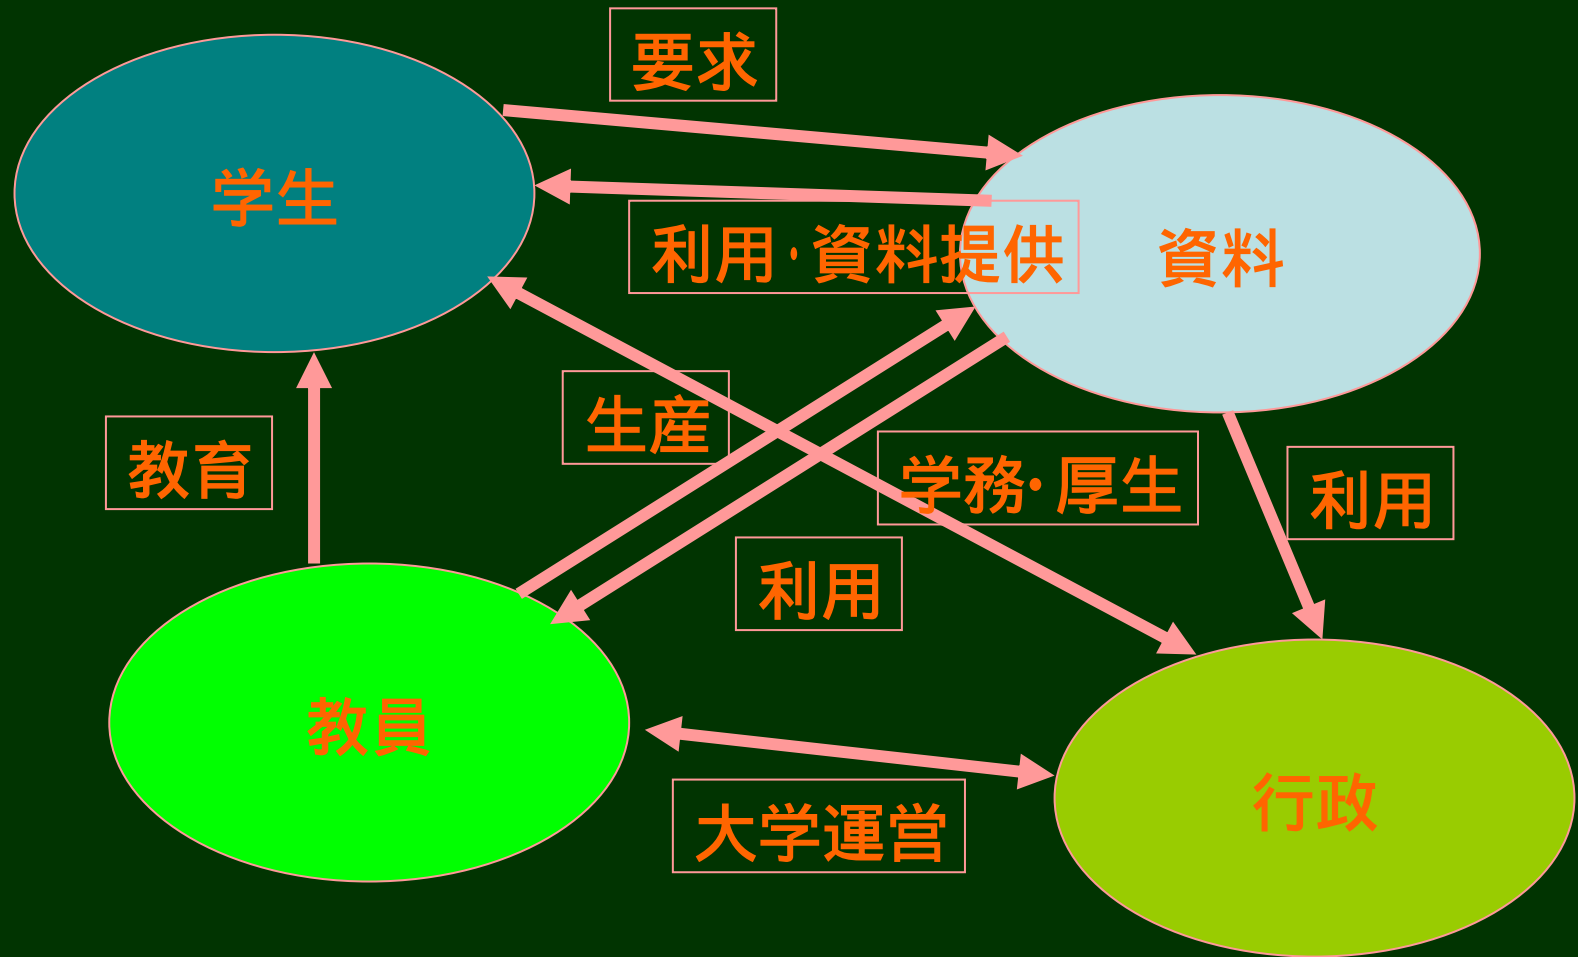 要求
学生
利用・資料提供
資料
生産
教育
学務・厚生
利用
利用
教員
行政
大学運営